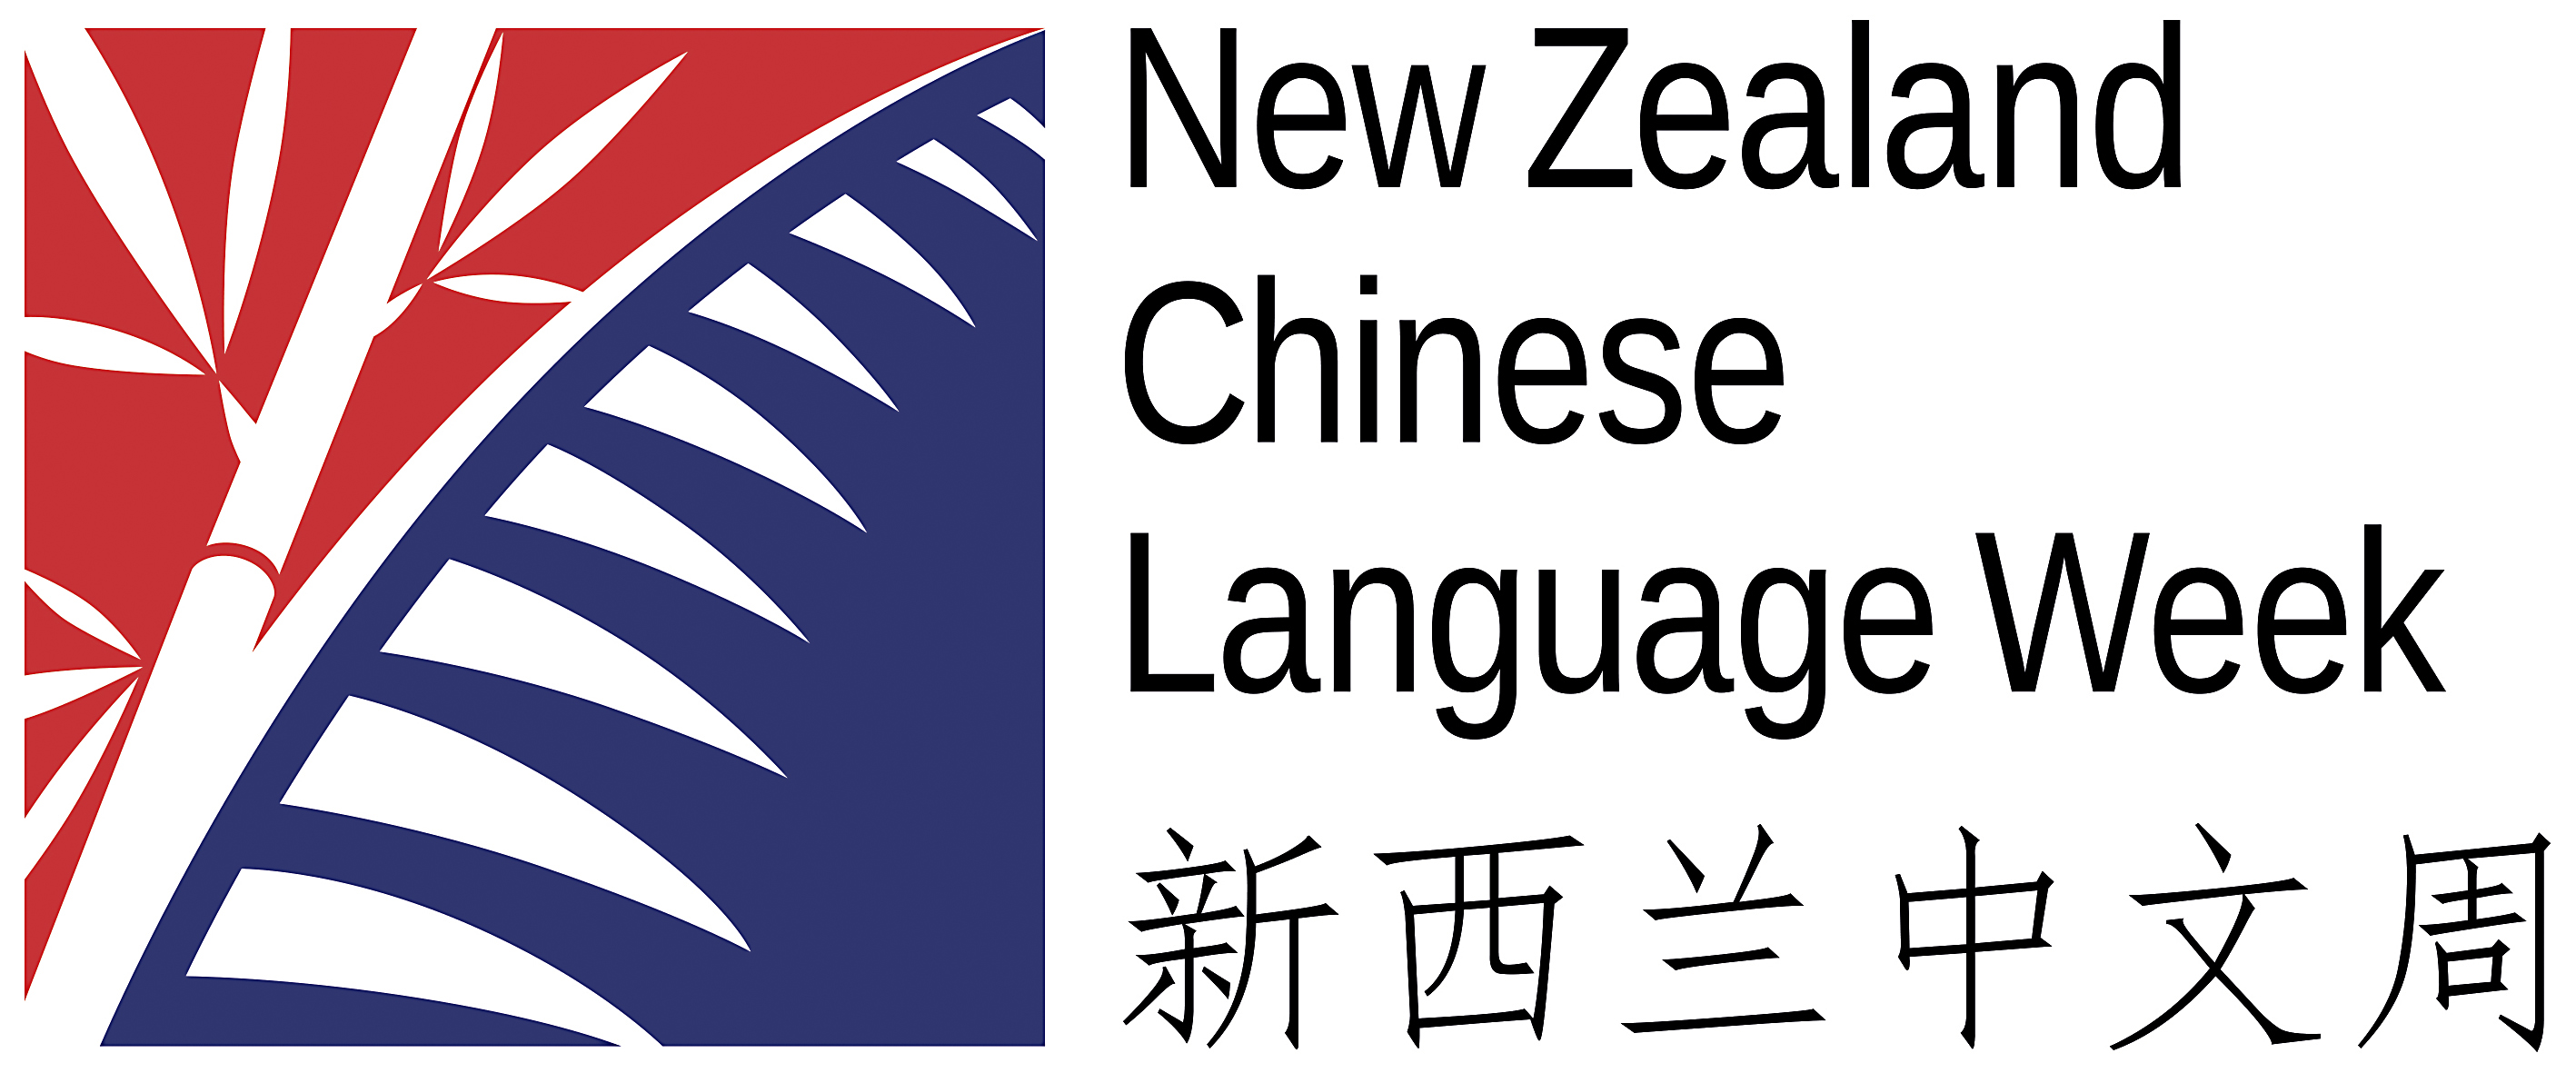 New Zealand
Chinese
Language Week
新西兰中文周